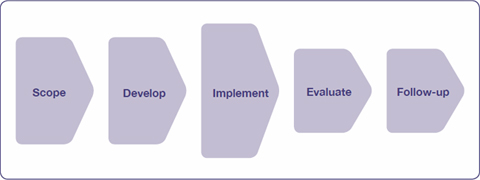 Scope
Develop
Implement
Evaluate
Follow-up